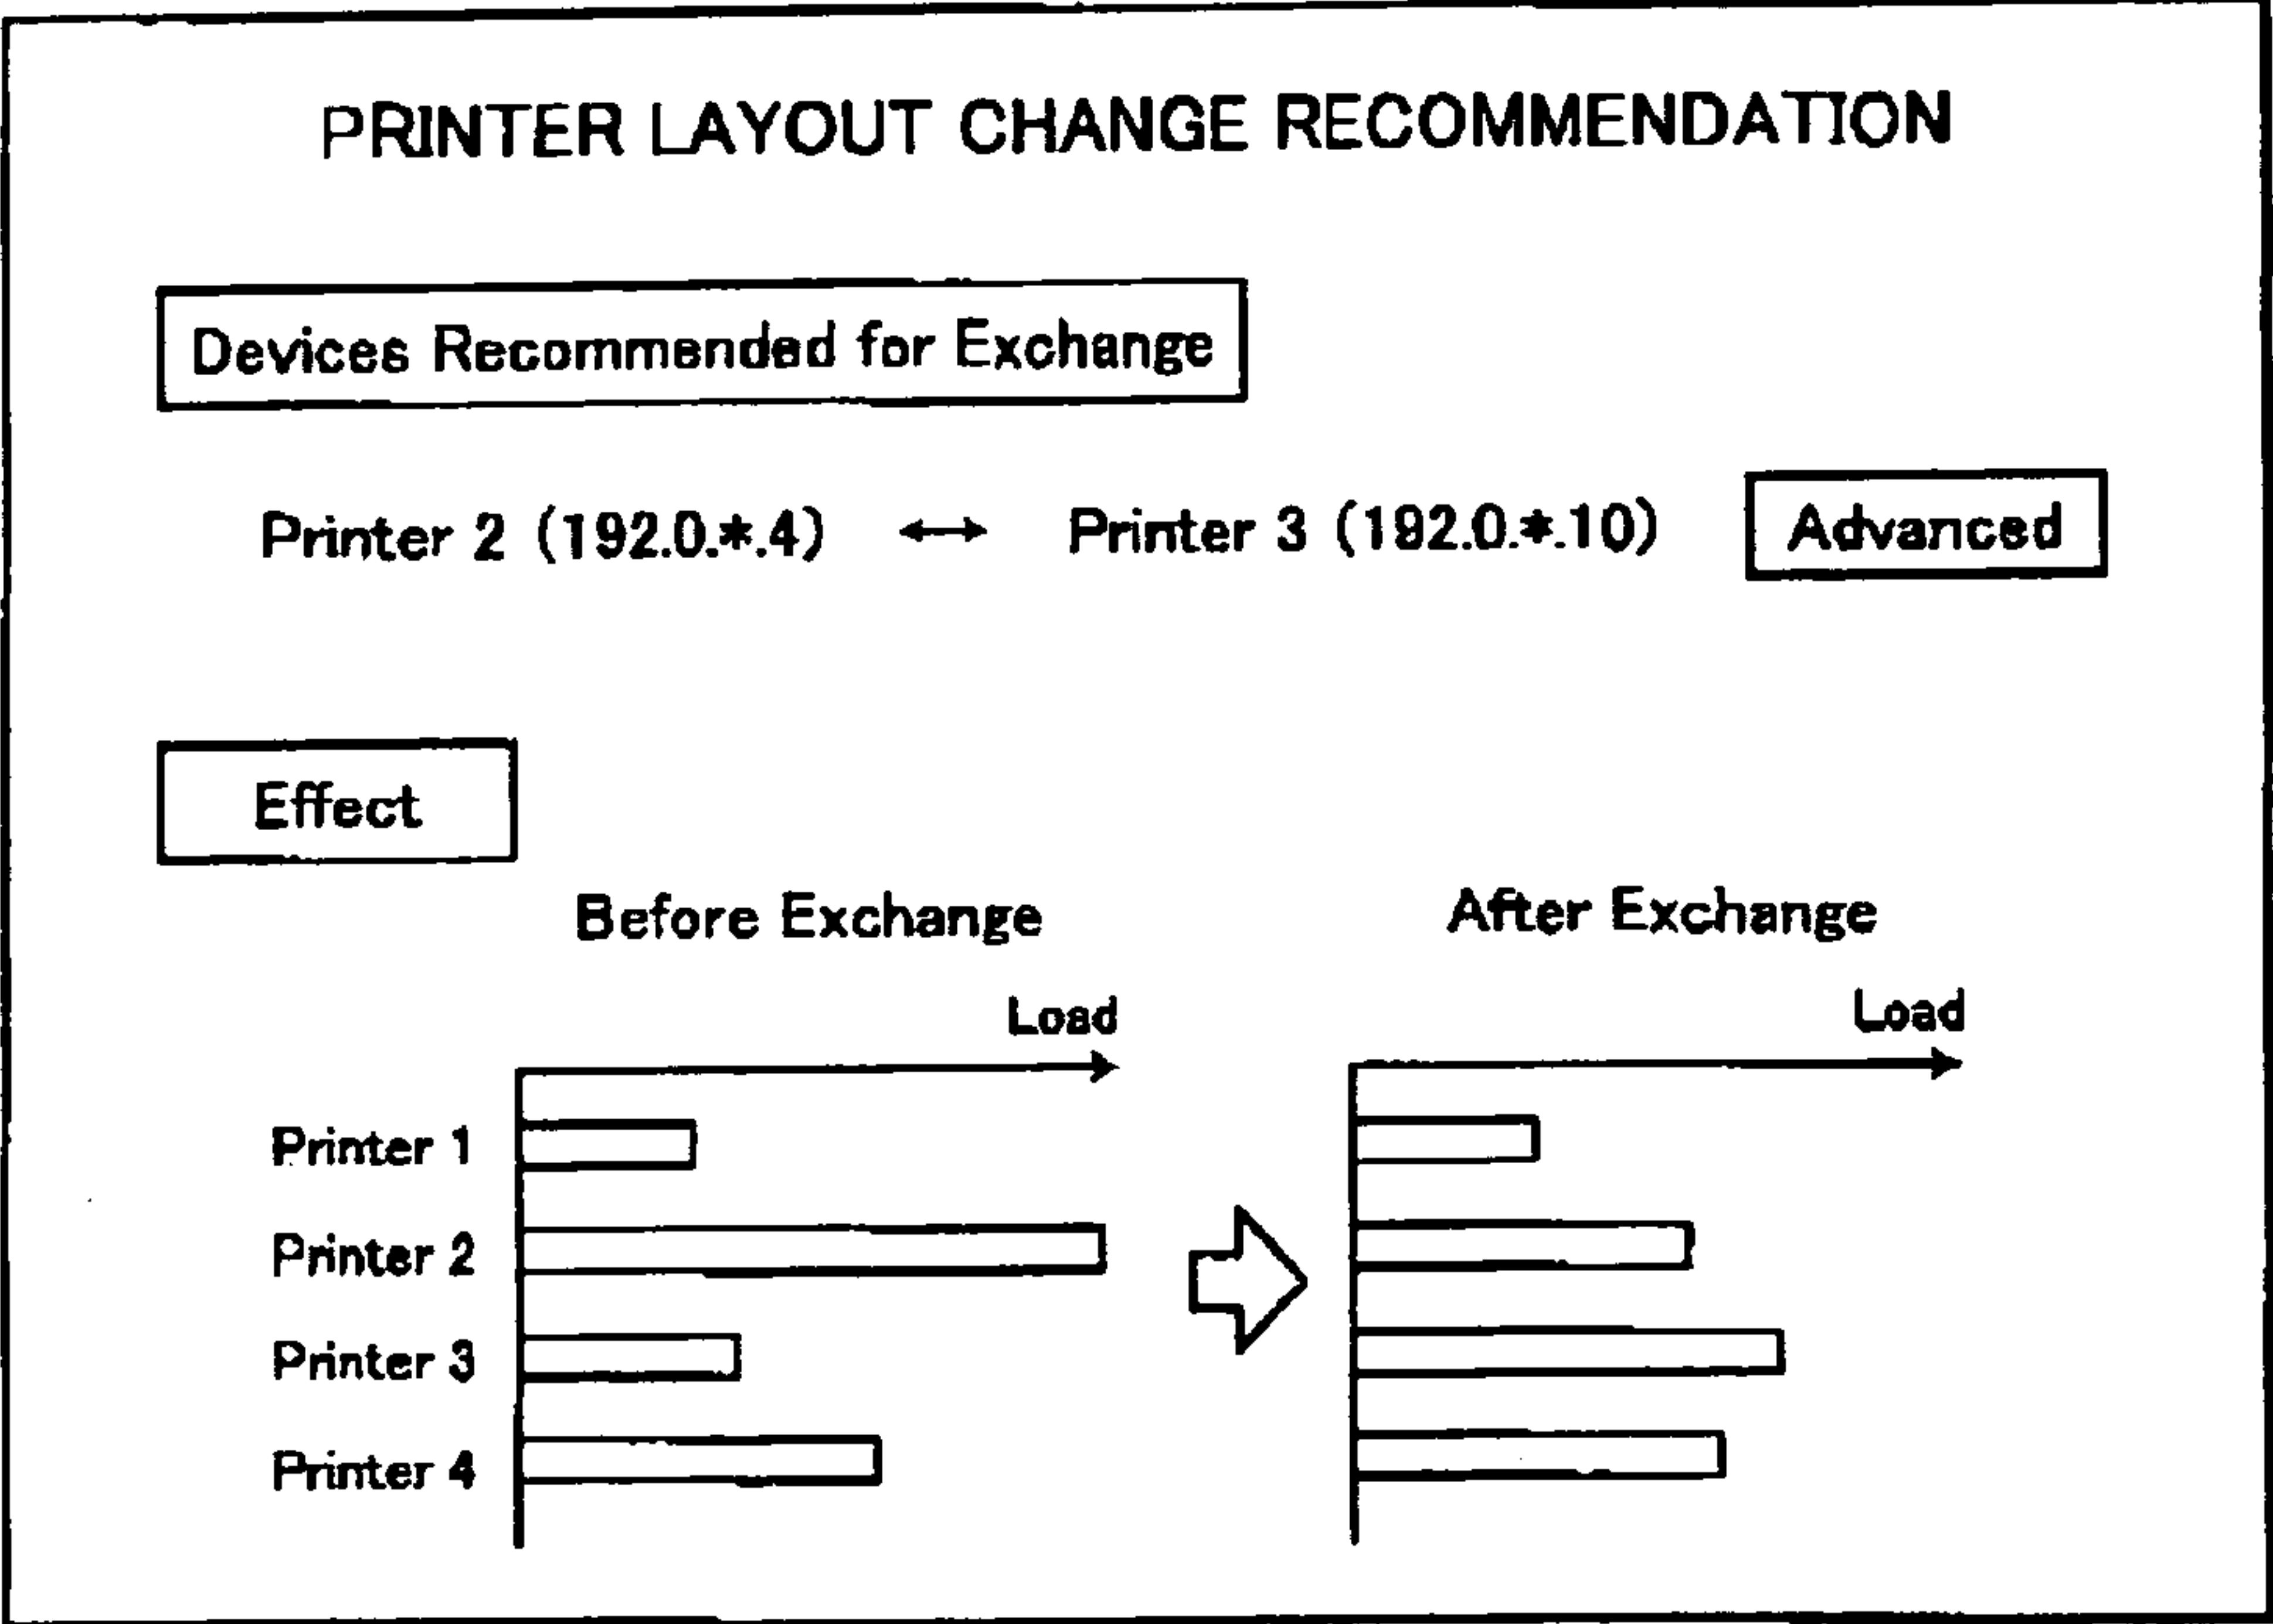 PRINTER LAYOUT CHANGE RECOMMENDATION
Devices Recommended for Exchange
Printer 2 (192.0.*.4) ↔ Printer 3 (192.0.*.10) Advanced
Effect
Before Exchange After Exchange
Load Load
Printer 1
Printer 2
Printer 3
Printer 4